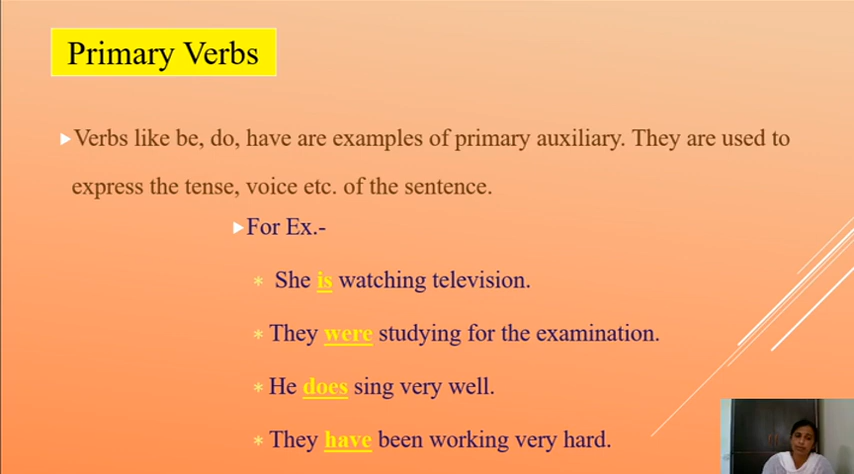 Primary Verbs
Verbs like be, do, have are examples of primary auxiliary. They are used to
express the tense, voice etc. of the sentence.
For Ex.-
She is watching television.
They were studying for the examination.
He does sing very well.
They have been working very hard.